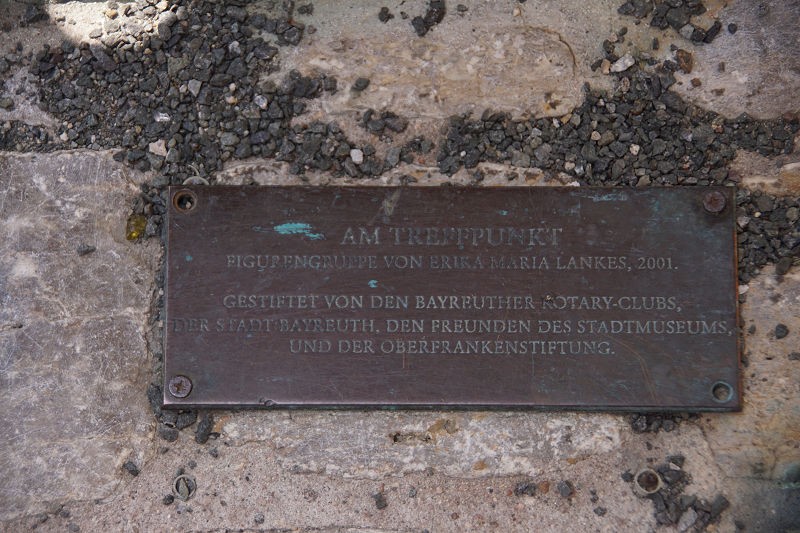 AM TREFFPUNKT
FIGURENGRUPPE VON ERIKA MARIA LANKES, 2001.
GESTIFTET VON DEN BAYREUTHER ROTARY-CLUBS,
DER STADT BAYREUTH, DEN FREUNDEN DES STADTMUSEUMS,
UND DER OBERFRANKENSTIFTUNG.